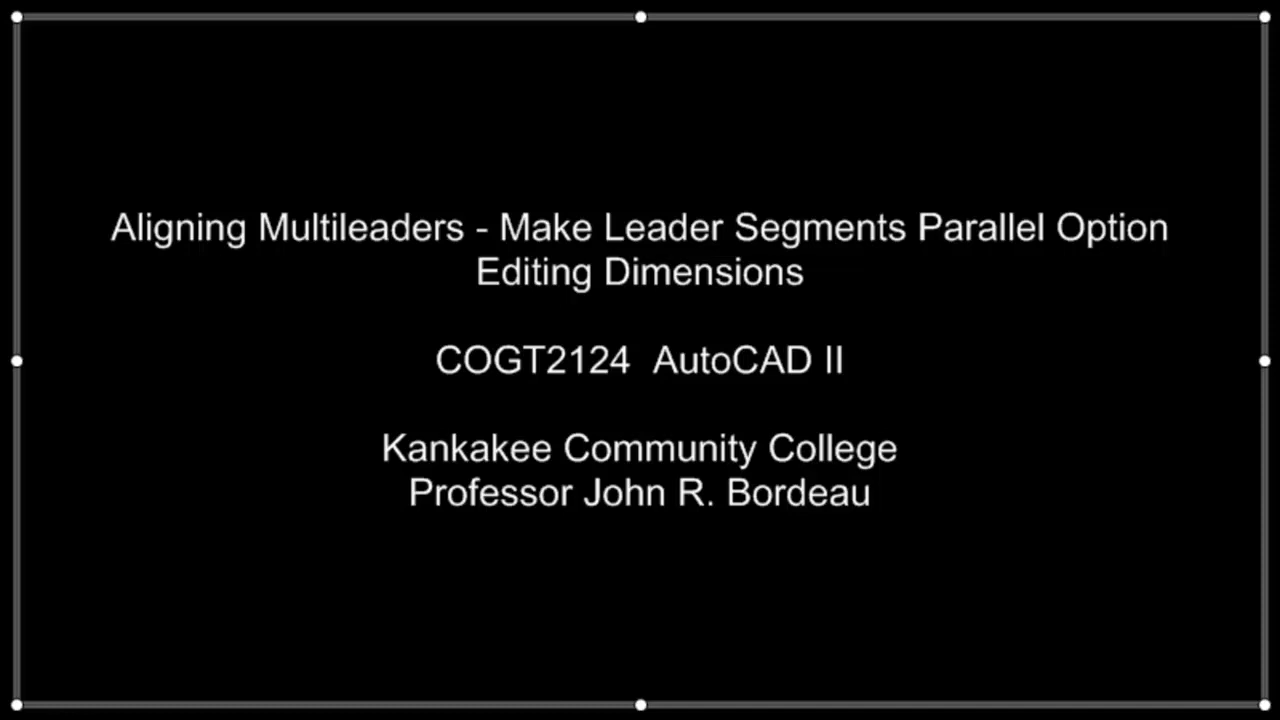 Aligning Multileaders - Make Leader Segments Parallel Option
Editing Dimensions
COGT2124  AutoCAD II
Kankakee Community College
Professor John R. Bordeau